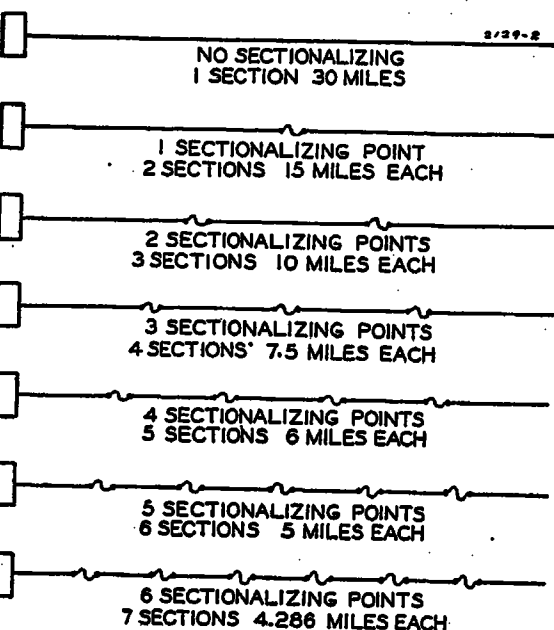 2129-2
NO SECTIONALIZING
1 SECTION 30 MILES
1 SECTIONALIZING POINT
2 SECTIONS 15 MILES EACH
2 SECTIONALIZING POINTS
3 SECTIONS 10 MILES EACH
3 SECTIONALIZING POINTS
4 SECTIONS 7.5 MILES EACH
4 SECTIONALIZING POINTS
5 SECTIONS 6 MILES EACH
5 SECTIONALIZING POINTS
6 SECTIONS 5 MILES EACH
6 SECTIONALIZING POINTS
7 SECTIONS 4.286 MILES EACH